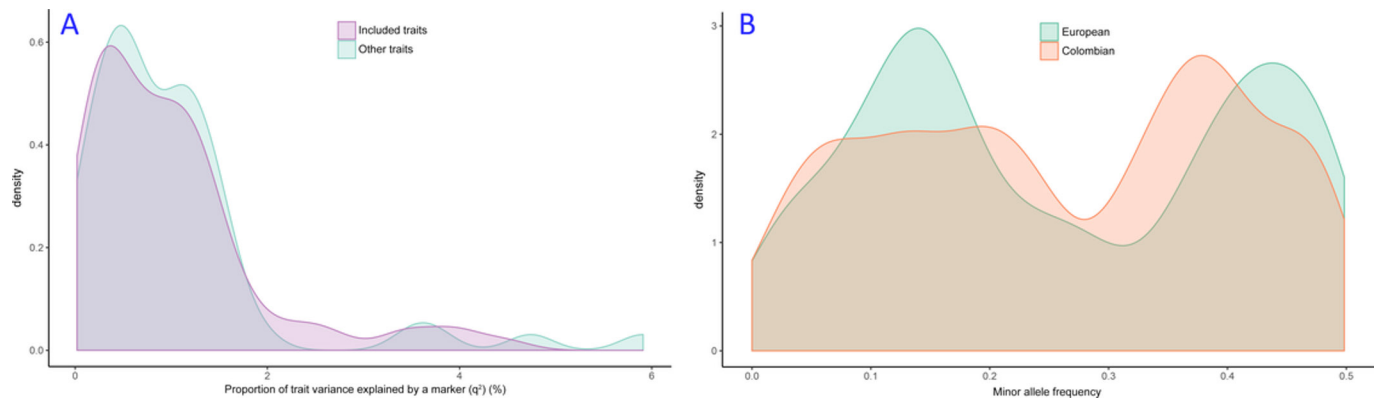 A
Included traits
Other traits
density
0.6
0.4
0.2
0.0
0
2
4
6
Proportion of trait variance explained by a marker (q²) (%)
B
European
Colombian
density
3
2
1
0
0.0
0.1
0.2
0.3
0.4
0.5
Minor allele frequency